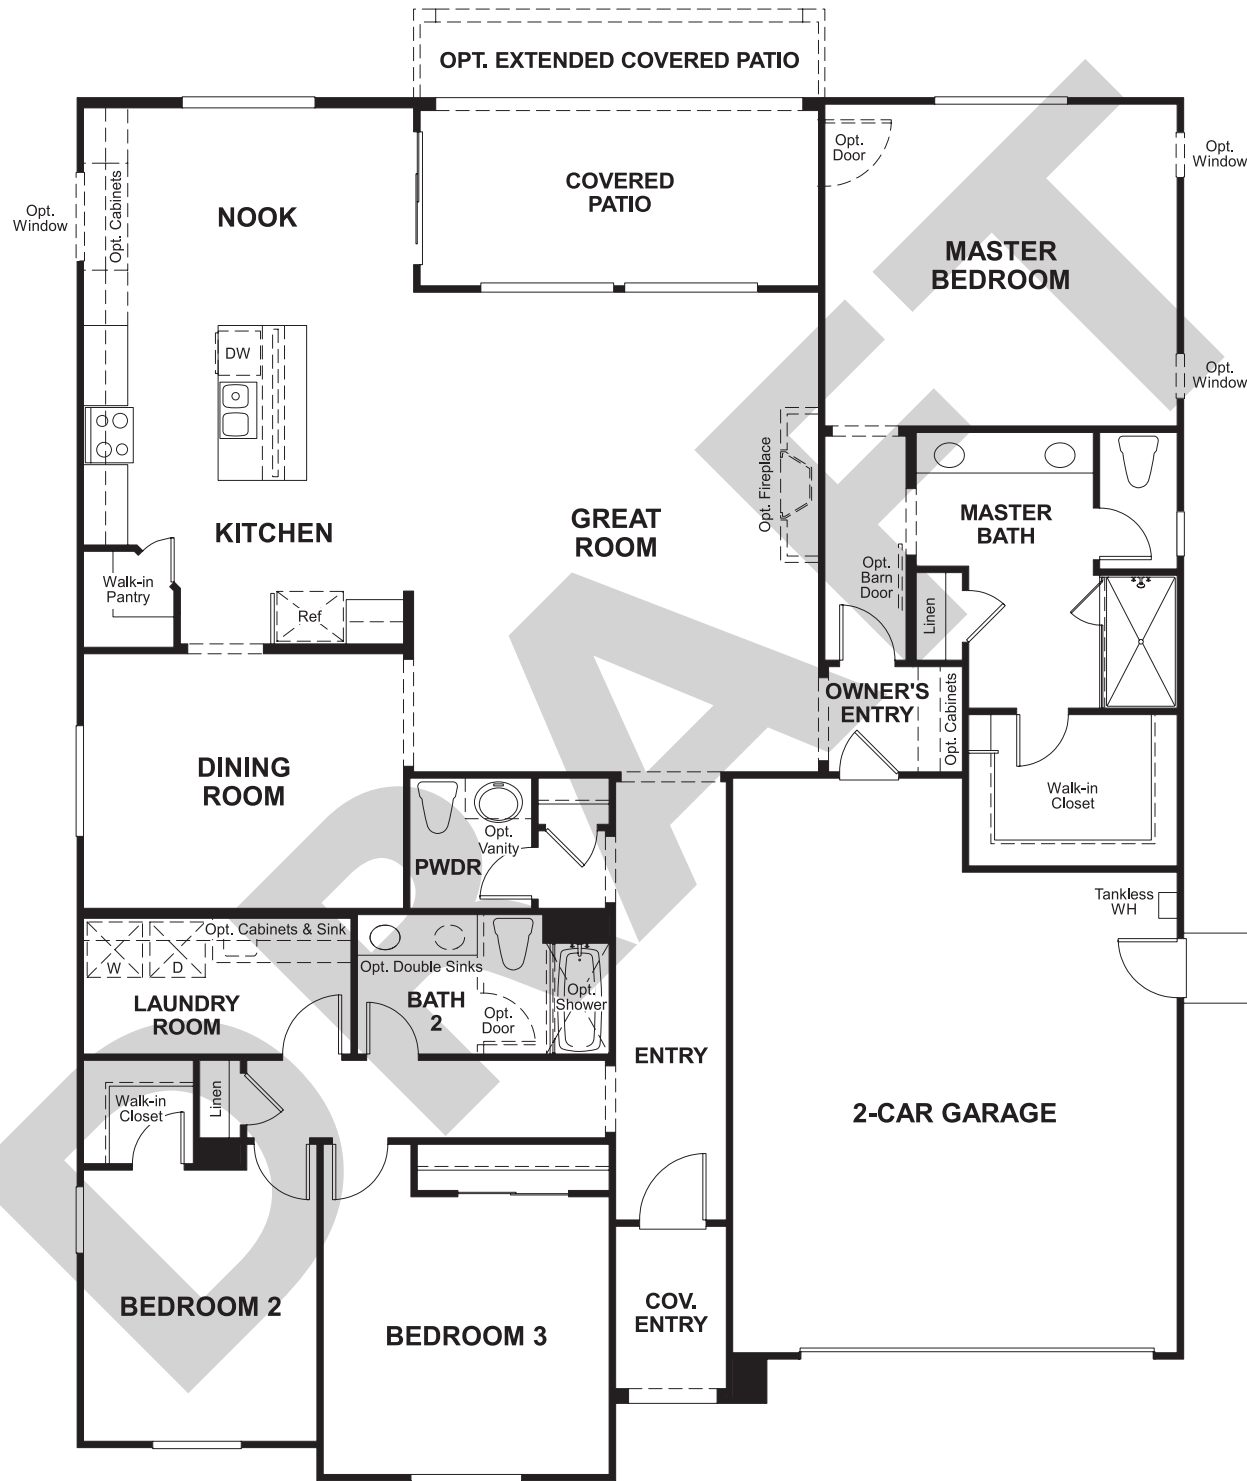 OPT. EXTENDED COVERED PATIO
Opt.
Door
Opt.
Window
COVERED
PATIO
Opt. Cabinets
Opt.
Window
NOOK
MASTER
BEDROOM
DW
Opt.
Window
Opt. Fireplace
KITCHEN
GREAT
ROOM
MASTER
BATH
Opt.
Barn
Door
Walk-in
Pantry
Ref
Linen
OWNER'S
ENTRY
Opt. Cabinets
DINING
ROOM
Walk-in
Closet
Opt.
Vanity
PWDR
Tankless
WH
Opt. Cabinets & Sink
W
D
Opt. Double Sinks
LAUNDRY
ROOM
BATH
2
Opt.
Door
Opt.
Shower
ENTRY
Walk-in
Closet
Linen
2-CAR GARAGE
BEDROOM 2
BEDROOM 3
COV.
ENTRY
DRAFT